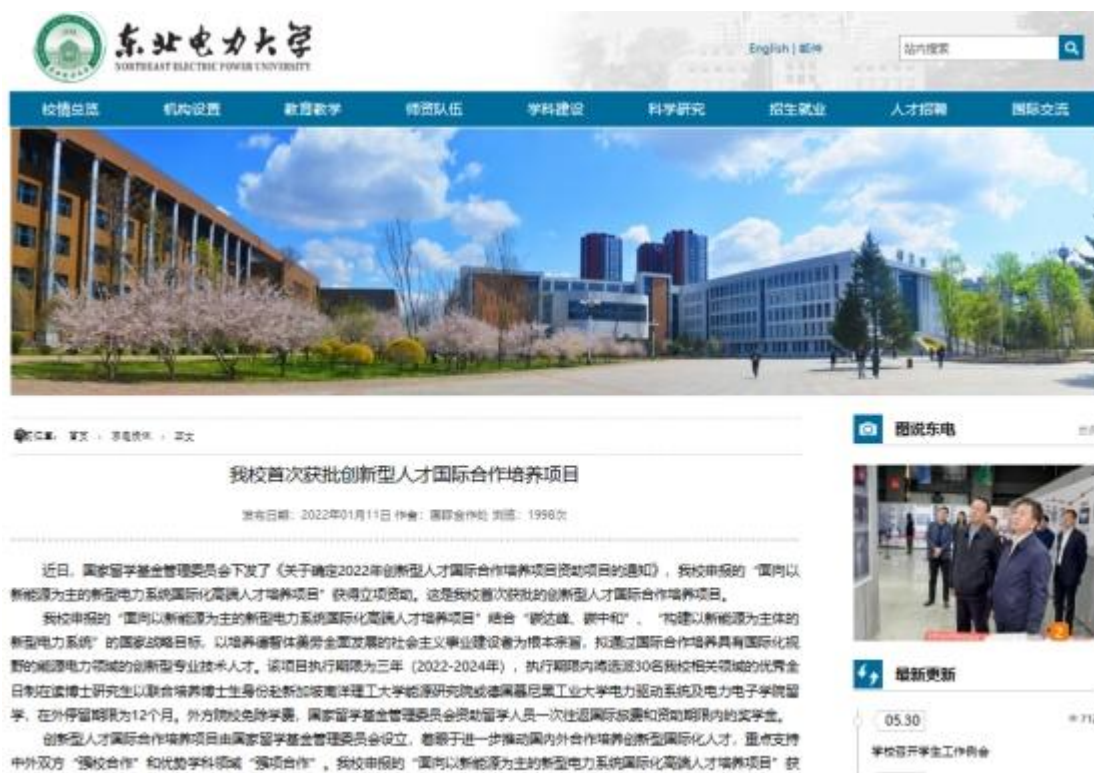 东北电力大学
NORTHEAST ELECTRIC POWER UNIVERSITY
English | 邮件
站内搜索
校情总览 机构设置 教育教学 师资队伍 学科建设 科学研究 招生就业 人才招聘 国际交流
首页 正文
图说东电
我校首次获批创新型人才国际合作培养项目
发布日期：2022年01月11日 作者：国际合作处 浏览：1998次
近日，国家留学基金管理委员会下发了《关于确定2022年创新型人才国际合作培养项目资助项目的通知》，我校申报的“面向以
新能源为主的新型电力系统国际化高端人才培养项目”获得立项资助。这是我校首次获批的创新型人才国际合作培养项目。
我校申报的“面向以新能源为主的新型电力系统国际化高端人才培养项目”结合“碳达峰、碳中和”、“构建以新能源为主体的
新型电力系统”的国家战略目标，以培养德智体美劳全面发展的社会主义事业建设者为根本宗旨，拟通过国际合作培养具有国际化视
野的能源电力领域的创新型专业技术人才。该项目执行期限为三年（2022-2024年），执行期限内将选派30名我校相关领域的优秀全
日制在读博士研究生以联合培养博士生身份赴新加坡南洋理工大学能源研究院或德国慕尼黑工业大学电力驱动系统及电力电子学院留
学，在外停留期限为12个月。外方院校免除学费，国家留学基金管理委员会资助留学人员一次往返国际旅费和资助期限内的奖学金。
创新型人才国际合作培养项目由国家留学基金管理委员会设立，着眼于进一步推动国内外合作培养创新型国际化人才，重点支持
中外双方“强校合作”和优势学科领域“强项合作”。我校申报的“面向以新能源为主的新型电力系统国际化高端人才培养项目”获
2
最新更新
05.30
学校召开学生工作例会